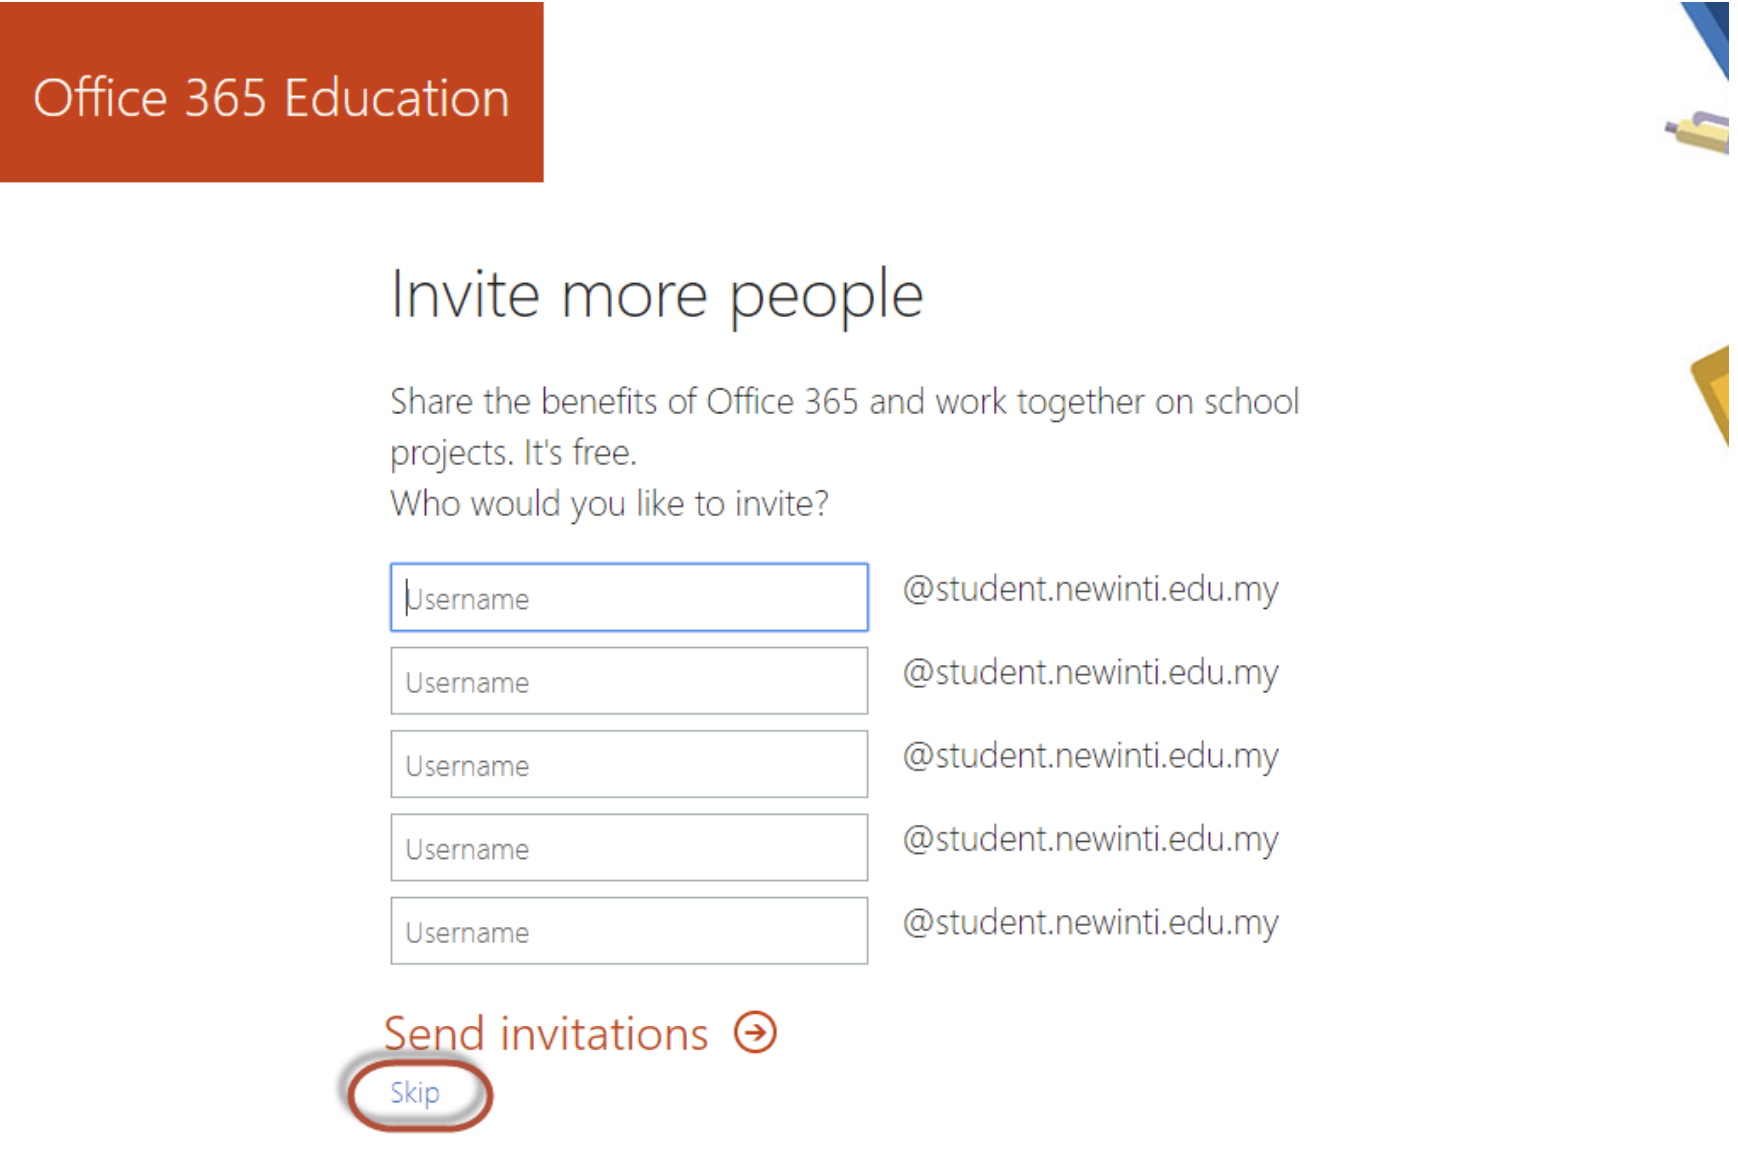 Office 365 Education
Invite more people
Share the benefits of Office 365 and work together on school
projects. It's free.
Who would you like to invite?
Username @student.newinti.edu.my
Username @student.newinti.edu.my
Username @student.newinti.edu.my
Username @student.newinti.edu.my
Username @student.newinti.edu.my
Send invitations
Skip